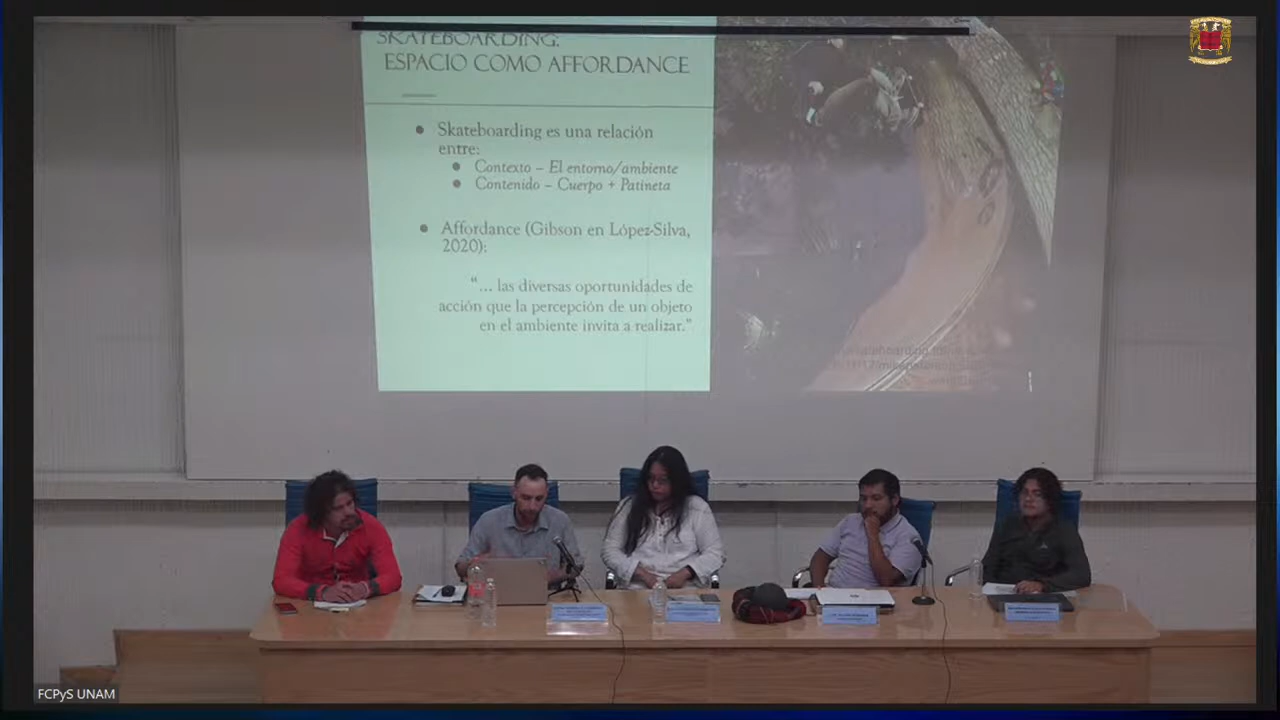 SKATEBOARDING:
ESPACIO COMO AFFORDANCE
● Skateboarding es una relación
entre:
● Contexto – El entorno/ambiente
● Contenido – Cuerpo + Patineta
● Affordance (Gibson en López-Silva,
2020):
“... las diversas oportunidades de
acción que la percepción de un objeto
en el ambiente invita a realizar.”
FCPyS UNAM